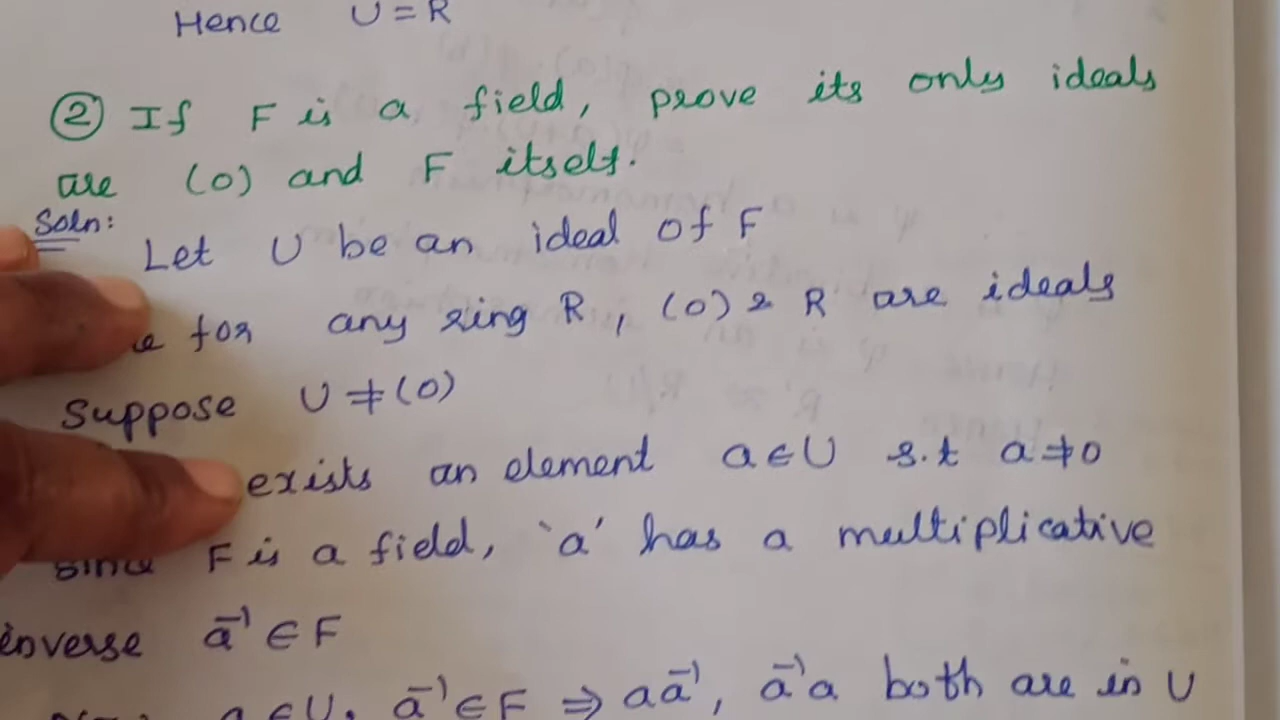 Hence U = R
② If F is a field, prove its only ideals
are (0) and F itself.
Soln:
Let U be an ideal of F
for any ring R, (0) & R are ideals
Suppose U ≠ (0)
exists an element a ∈ U s.t a ≠ 0
Since F is a field, 'a' has a multiplicative
inverse a⁻¹ ∈ F
a ∈ U, a⁻¹ ∈ F ⇒ aa⁻¹, a⁻¹a both are in U